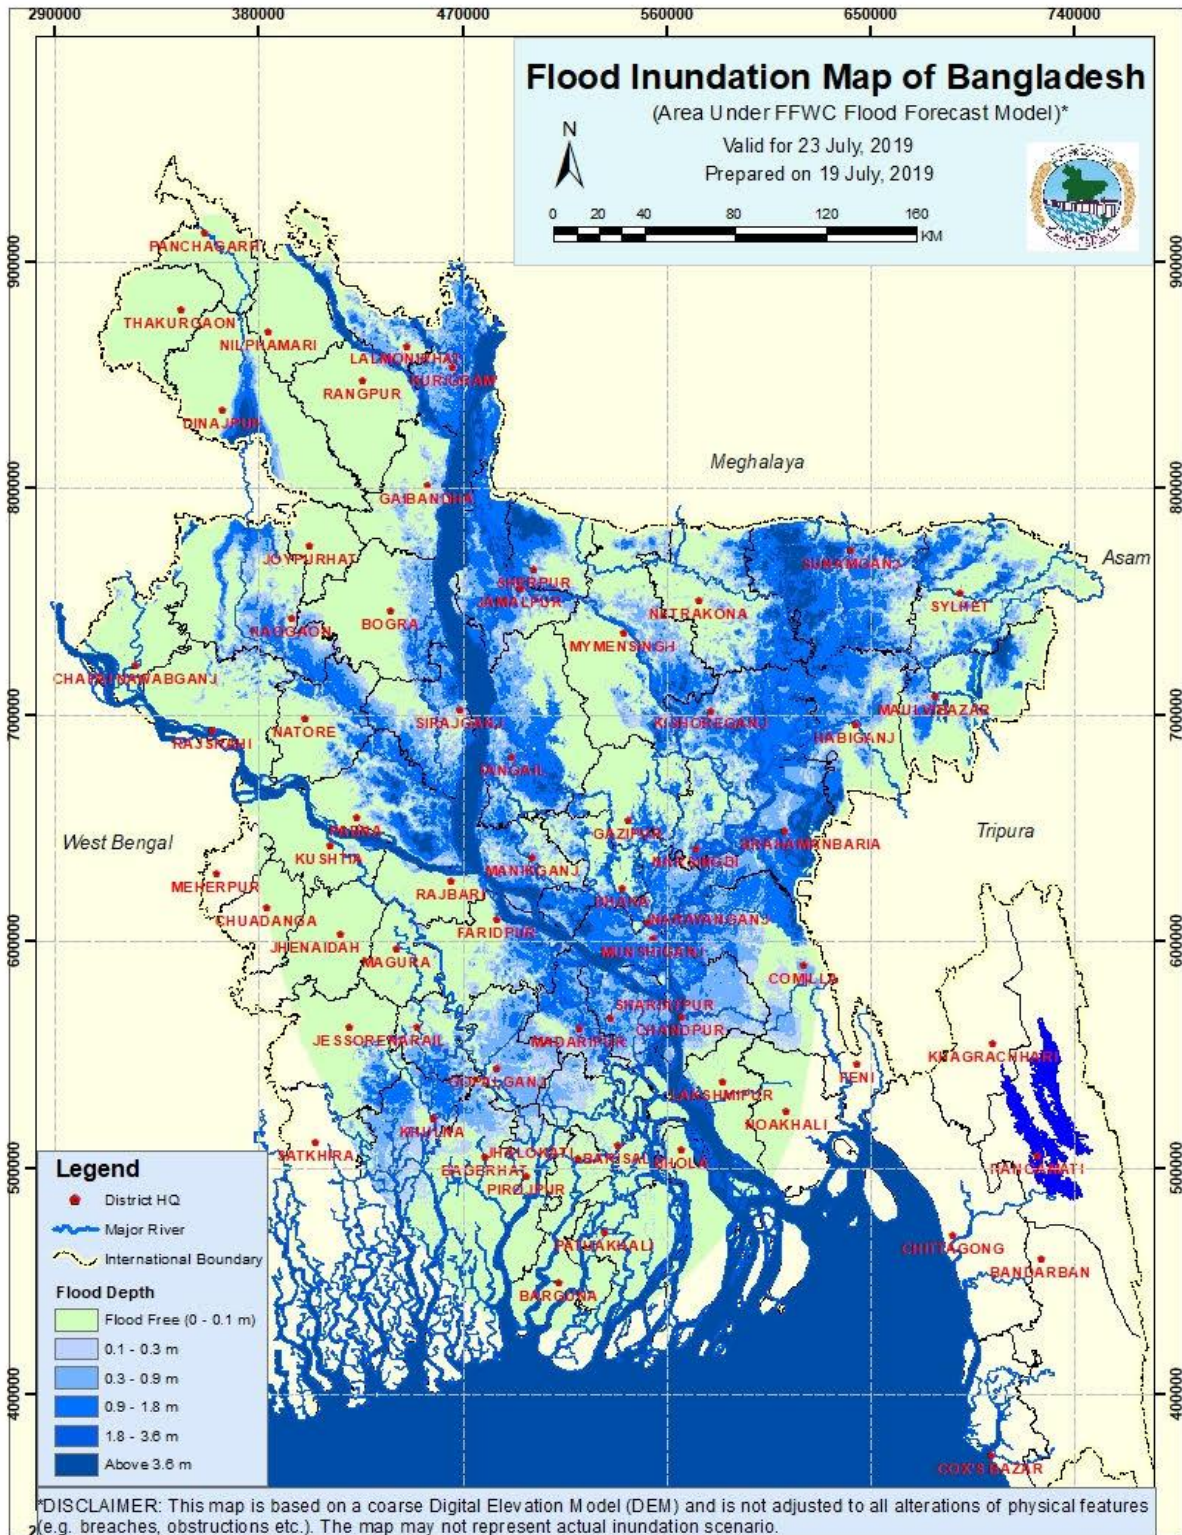 290000 380000 470000 560000 650000 740000
Flood Inundation Map of Bangladesh
(Area Under FFWC Flood Forecast Model)*
N
Valid for 23 July, 2019
Prepared on 19 July, 2019
0 20 40 80 120 160
KM
900000 900000
PANCHAGARH
THAKURGAON
NILPHAMARI
LALMONIRHAT
KURIGRAM
RANGPUR
DINAJPUR
Meghalaya
GAIBANDHA
800000 800000
JOYPURHAT
SUNAMGANJ
Asam
SHERPUR
JAMALPUR
SYLHET
NETRAKONA
BOGRA
NAOGAON
MYMENSINGH
CHAPAI NAWABGANJ
MAULVIBAZAR
700000 700000
SIRAJGANJ
KISHOREGANJ
NATORE
HABIGANJ
RAJSHAHI
TANGAIL
PABNA
GAZIPUR
West Bengal
Tripura
BRAHAMANBARIA
KUSHTIA
NARSINGDI
MANIKGANJ
MEHERPUR
RAJBARI
DHAKA
CHUADANGA
NARAYANGANJ
FARIDPUR
600000 600000
JHENAIDAH
MUNSHIGANJ
MAGURA
COMILLA
SHARIATPUR
CHANDPUR
JESSORE
NARAIL
MADARIPUR
KHAGRACHHARI
GOPALGANJ
FENI
LAKSHMIPUR
NOAKHALI
KHULNA
SATKHIRA
JHALOKATI
BARISAL
BHOLA
BAGERHAT
RANGAMATI
500000 500000
PIROJPUR
PATUAKHALI
CHITTAGONG
BANDARBAN
BARGUNA
400000 400000
COX'S BAZAR
Legend
District HQ
Major River
International Boundary
Flood Depth
Flood Free (0 - 0.1 m)
0.1 - 0.3 m
0.3 - 0.9 m
0.9 - 1.8 m
1.8 - 3.6 m
Above 3.6 m
*DISCLAIMER: This map is based on a coarse Digital Elevation Model (DEM) and is not adjusted to all alterations of physical features
(e.g. breaches, obstructions etc.). The map may not represent actual inundation scenario.